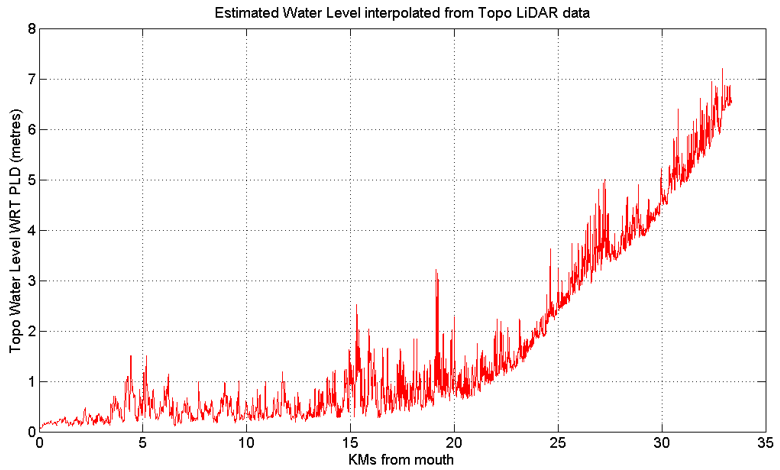 Estimated Water Level interpolated from Topo LiDAR data
Topo Water Level WRT PLD (metres)
8
7
6
5
4
3
2
1
0
0 5 10 15 20 25 30 35
KMs from mouth